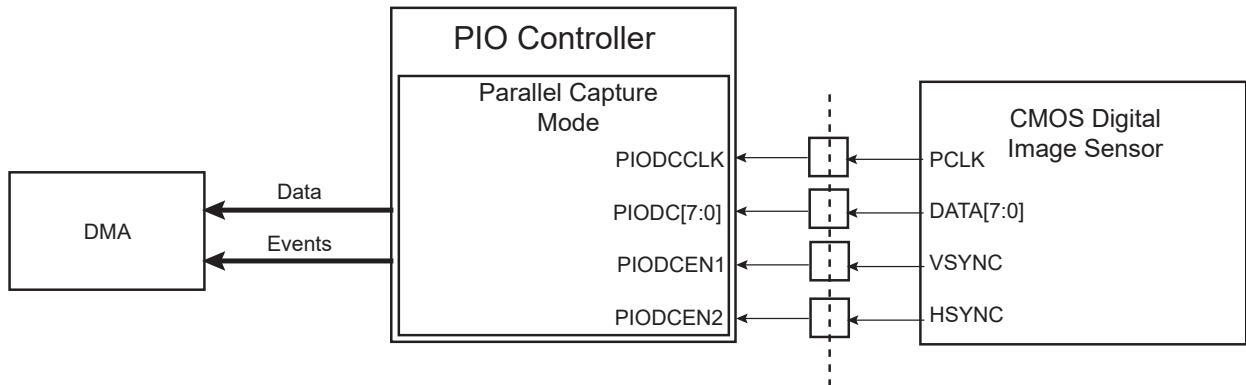 PIO Controller
Parallel Capture
Mode
CMOS Digital
Image Sensor
PIODCCLK
PCLK
Data
PIODC[7:0]
DATA[7:0]
DMA
Events
PIODCEN1
VSYNC
PIODCEN2
HSYNC